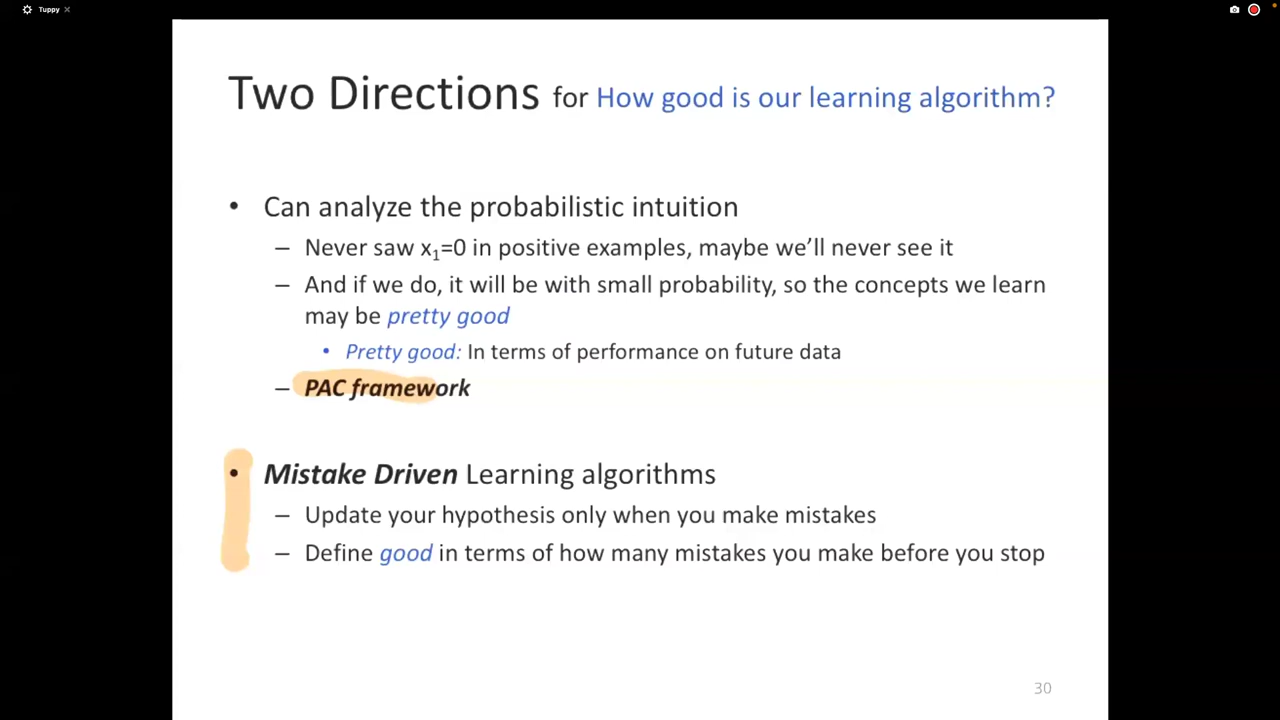 Tuppy
Two Directions for How good is our learning algorithm?
• Can analyze the probabilistic intuition
– Never saw x₁=0 in positive examples, maybe we’ll never see it
– And if we do, it will be with small probability, so the concepts we learn
may be pretty good
• Pretty good: In terms of performance on future data
– PAC framework
• Mistake Driven Learning algorithms
– Update your hypothesis only when you make mistakes
– Define good in terms of how many mistakes you make before you stop
30